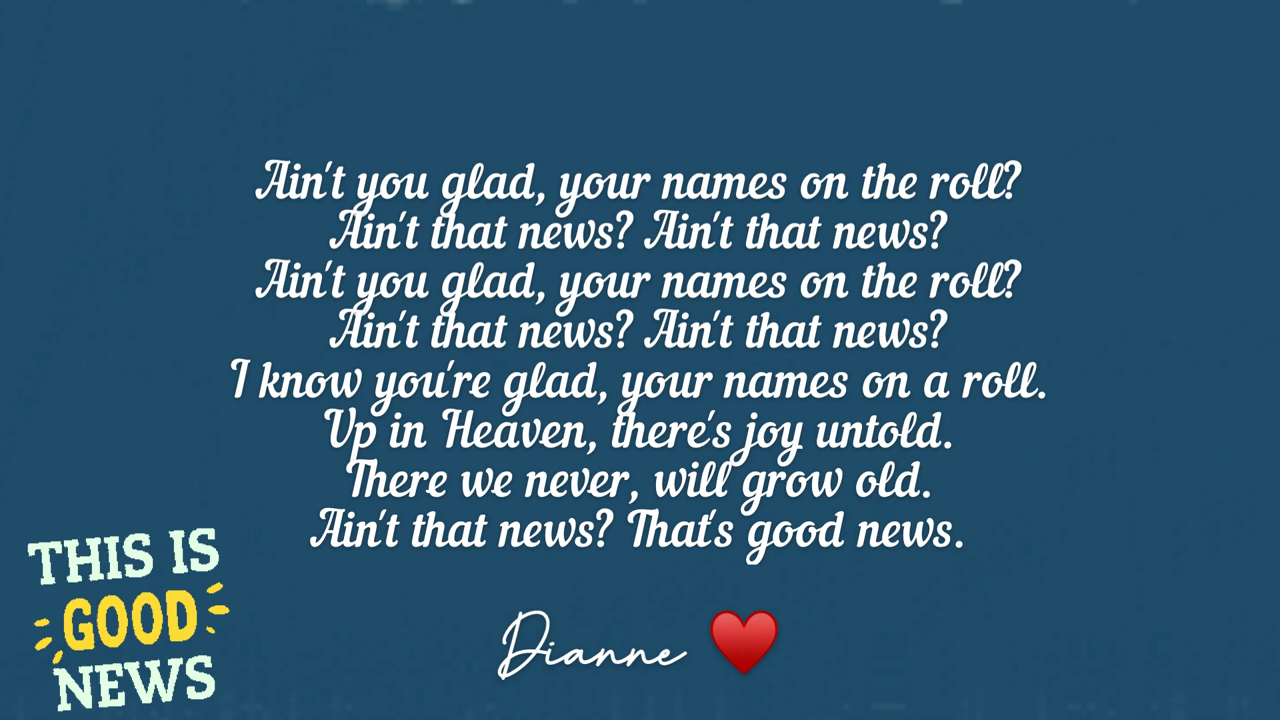 Ain't you glad, your names on the roll?
Ain't that news? Ain't that news?
Ain't you glad, your names on the roll?
Ain't that news? Ain't that news?
I know you're glad, your names on a roll.
Up in Heaven, there's joy untold.
There we never, will grow old.
Ain't that news? That's good news.
THIS IS
GOOD
NEWS
Dianne ❤️